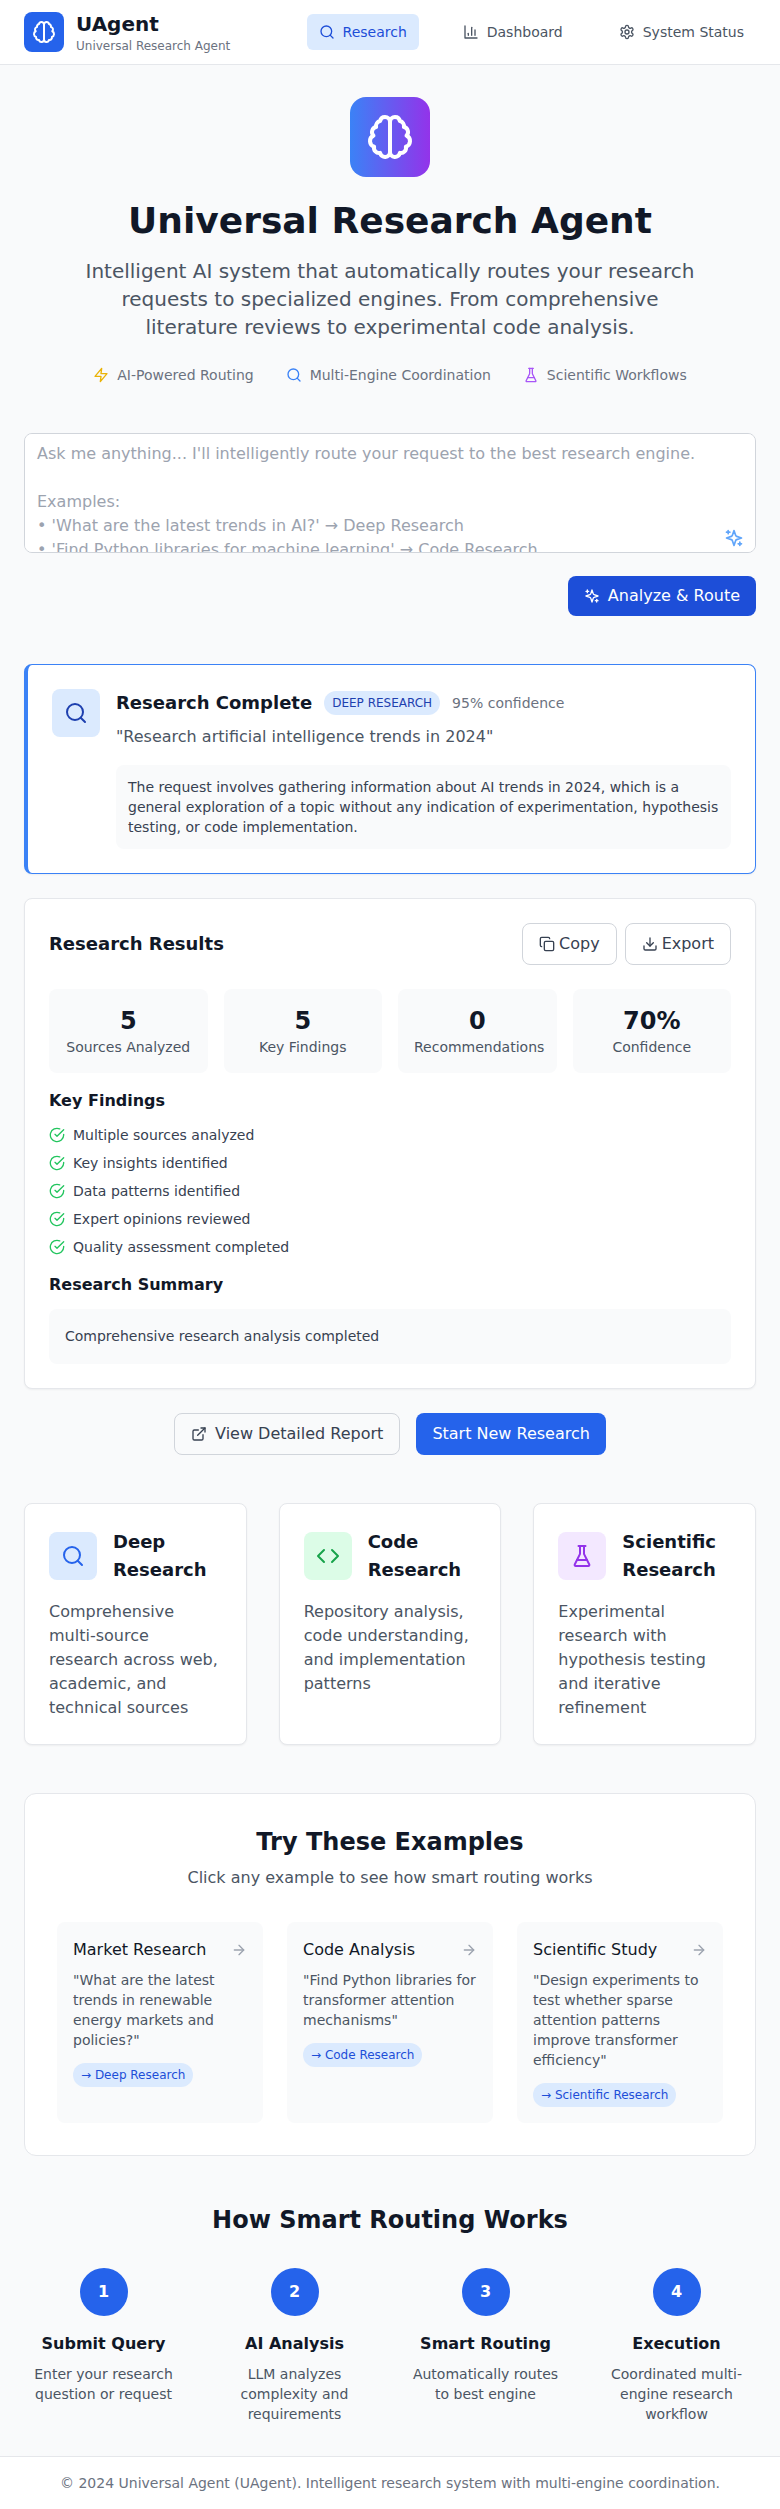 UAgent
Universal Research Agent
Research
Dashboard
System Status
Universal Research Agent
Intelligent AI system that automatically routes your research
requests to specialized engines. From comprehensive
literature reviews to experimental code analysis.
AI-Powered Routing
Multi-Engine Coordination
Scientific Workflows
Ask me anything... I'll intelligently route your request to the best research engine.
Examples:
• 'What are the latest trends in AI?' → Deep Research
• 'Find Python libraries for machine learning' → Code Research
Analyze & Route
Research Complete
DEEP RESEARCH
95% confidence
"Research artificial intelligence trends in 2024"
The request involves gathering information about AI trends in 2024, which is a
general exploration of a topic without any indication of experimentation, hypothesis
testing, or code implementation.
Research Results
Copy
Export
5
Sources Analyzed
5
Key Findings
0
Recommendations
70%
Confidence
Key Findings
Multiple sources analyzed
Key insights identified
Data patterns identified
Expert opinions reviewed
Quality assessment completed
Research Summary
Comprehensive research analysis completed
View Detailed Report
Start New Research
Deep
Research
Comprehensive
multi-source
research across web,
academic, and
technical sources
Code
Research
Repository analysis,
code understanding,
and implementation
patterns
Scientific
Research
Experimental
research with
hypothesis testing
and iterative
refinement
Try These Examples
Click any example to see how smart routing works
Market Research
"What are the latest
trends in renewable
energy markets and
policies?"
→ Deep Research
Code Analysis
"Find Python libraries for
transformer attention
mechanisms"
→ Code Research
Scientific Study
"Design experiments to
test whether sparse
attention patterns
improve transformer
efficiency"
→ Scientific Research
How Smart Routing Works
1
Submit Query
Enter your research
question or request
2
AI Analysis
LLM analyzes
complexity and
requirements
3
Smart Routing
Automatically routes
to best engine
4
Execution
Coordinated multi-
engine research
workflow
© 2024 Universal Agent (UAgent). Intelligent research system with multi-engine coordination.